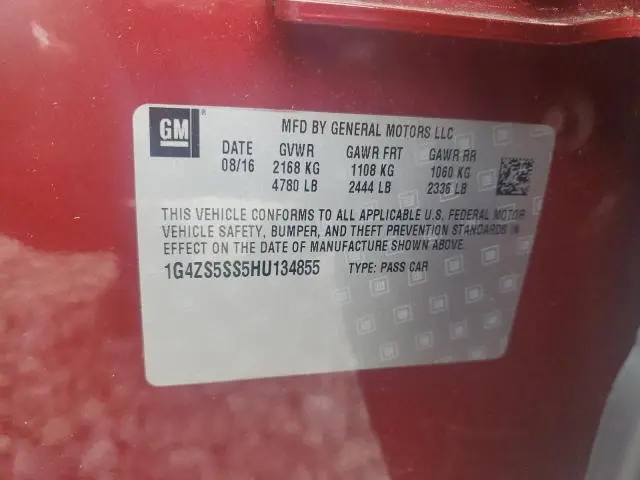 GM®
MFD BY GENERAL MOTORS LLC
DATE GVWR GAWR FRT GAWR RR
08/16 2168 KG 1108 KG 1060 KG
4780 LB 2444 LB 2336 LB
THIS VEHICLE CONFORMS TO ALL APPLICABLE U.S. FEDERAL MOTOR
VEHICLE SAFETY, BUMPER, AND THEFT PREVENTION STANDARDS IN
EFFECT ON THE DATE OF MANUFACTURE SHOWN ABOVE.
1G4ZS5SS5HU134855 TYPE: PASS CAR